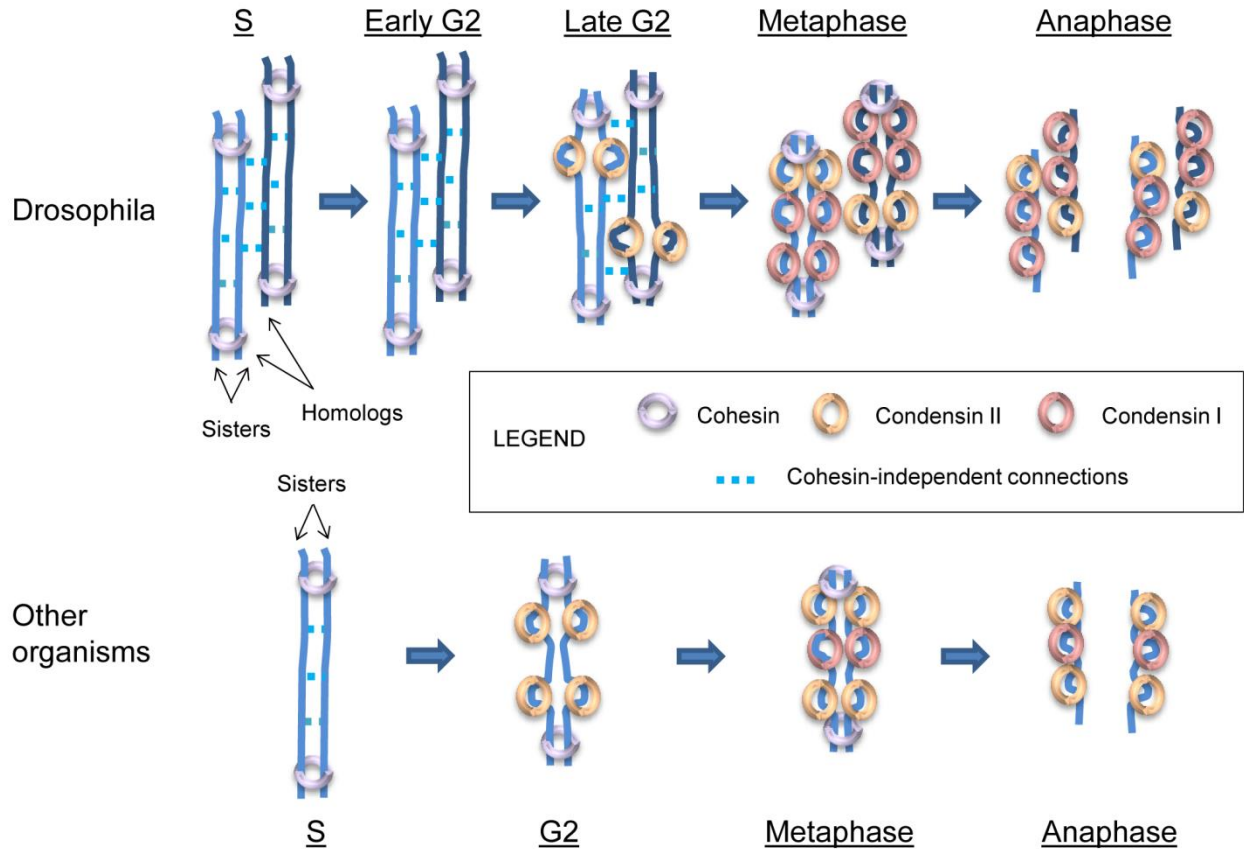 S
Early G2
Late G2
Metaphase
Anaphase
Drosophila
Sisters
Homologs
LEGEND
Cohesin
Condensin II
Condensin I
Cohesin-independent connections
Sisters
Other
organisms
S
G2
Metaphase
Anaphase